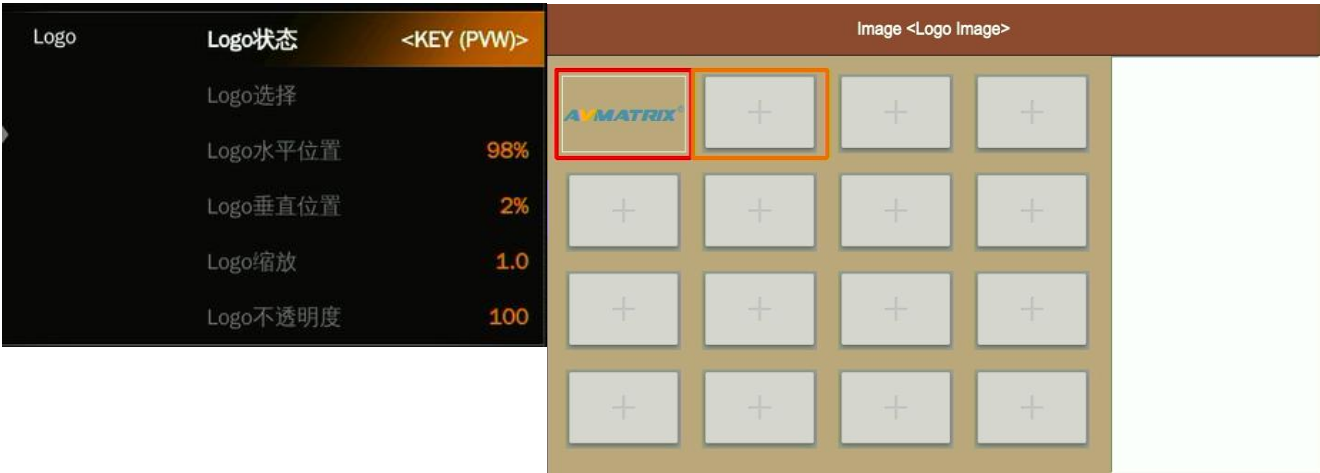 Logo
Logo状态 <KEY (PVW)>
Logo选择
Logo水平位置 98%
Logo垂直位置 2%
Logo缩放 1.0
Logo不透明度 100
Image <Logo Image>
AVMATRIX®